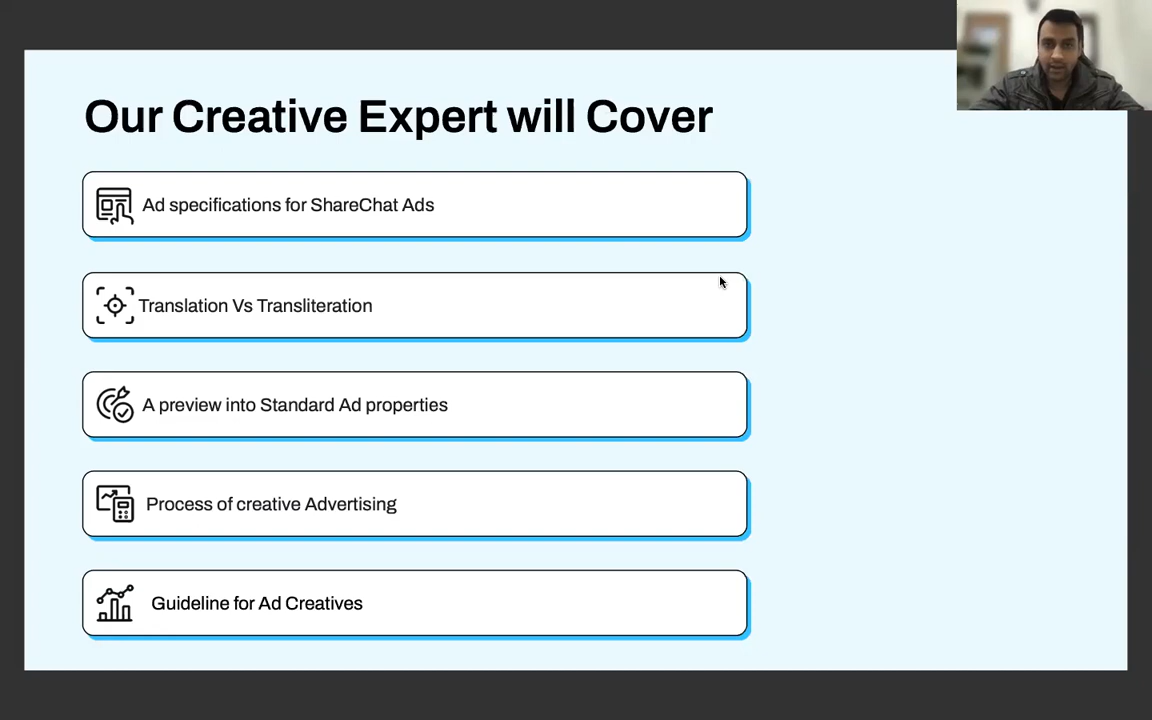 Our Creative Expert will Cover
Ad specifications for ShareChat Ads
Translation Vs Transliteration
A preview into Standard Ad properties
Process of creative Advertising
Guideline for Ad Creatives